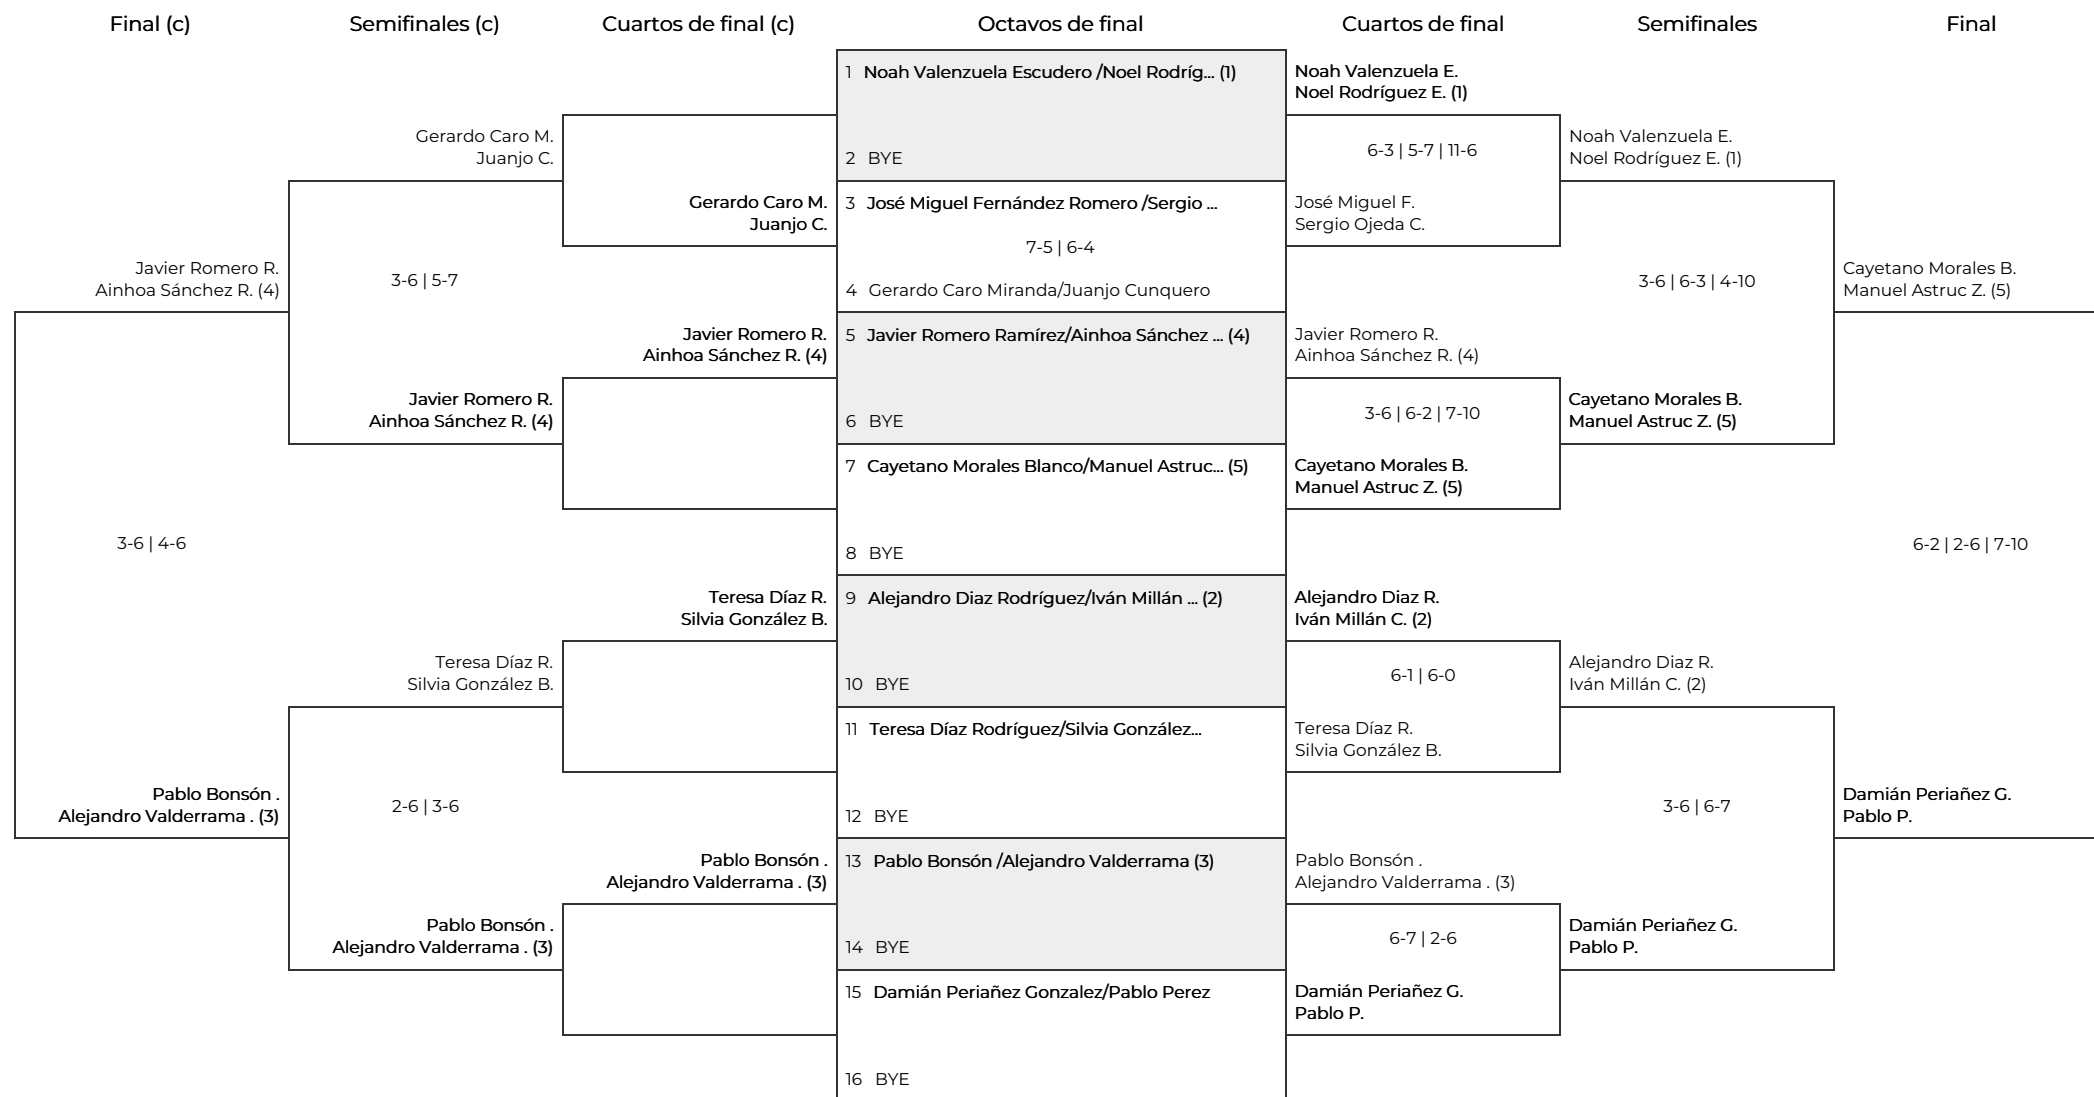 Final (c)
Semifinales (c)
Cuartos de final (c)
Octavos de final
Cuartos de final
Semifinales
Final
Javier Romero R.
Ainhoa Sánchez R. (4)
3-6 | 4-6
Pablo Bonsón .
Alejandro Valderrama . (3)
Gerardo Caro M.
Juanjo C.
3-6 | 5-7
Javier Romero R.
Ainhoa Sánchez R. (4)
Teresa Díaz R.
Silvia González B.
2-6 | 3-6
Pablo Bonsón .
Alejandro Valderrama . (3)
Gerardo Caro M.
Juanjo C.
Javier Romero R.
Ainhoa Sánchez R. (4)
Teresa Díaz R.
Silvia González B.
Pablo Bonsón .
Alejandro Valderrama . (3)
1 Noah Valenzuela Escudero /Noel Rodríg... (1)
2 BYE
3 José Miguel Fernández Romero /Sergio ...
7-5 | 6-4
4 Gerardo Caro Miranda/Juanjo Cunquero
5 Javier Romero Ramírez/Ainhoa Sánchez ... (4)
6 BYE
7 Cayetano Morales Blanco/Manuel Astruc... (5)
8 BYE
9 Alejandro Diaz Rodríguez/Iván Millán ... (2)
10 BYE
11 Teresa Díaz Rodríguez/Silvia González...
12 BYE
13 Pablo Bonsón /Alejandro Valderrama (3)
14 BYE
15 Damián Periañez Gonzalez/Pablo Perez
16 BYE
Noah Valenzuela E.
Noel Rodríguez E. (1)
6-3 | 5-7 | 11-6
José Miguel F.
Sergio Ojeda C.
Javier Romero R.
Ainhoa Sánchez R. (4)
3-6 | 6-2 | 7-10
Cayetano Morales B.
Manuel Astruc Z. (5)
Alejandro Diaz R.
Iván Millán C. (2)
6-1 | 6-0
Teresa Díaz R.
Silvia González B.
Pablo Bonsón .
Alejandro Valderrama . (3)
6-7 | 2-6
Damián Periañez G.
Pablo P.
Noah Valenzuela E.
Noel Rodríguez E. (1)
3-6 | 6-3 | 4-10
Cayetano Morales B.
Manuel Astruc Z. (5)
Alejandro Diaz R.
Iván Millán C. (2)
3-6 | 6-7
Damián Periañez G.
Pablo P.
Cayetano Morales B.
Manuel Astruc Z. (5)
6-2 | 2-6 | 7-10
Damián Periañez G.
Pablo P.